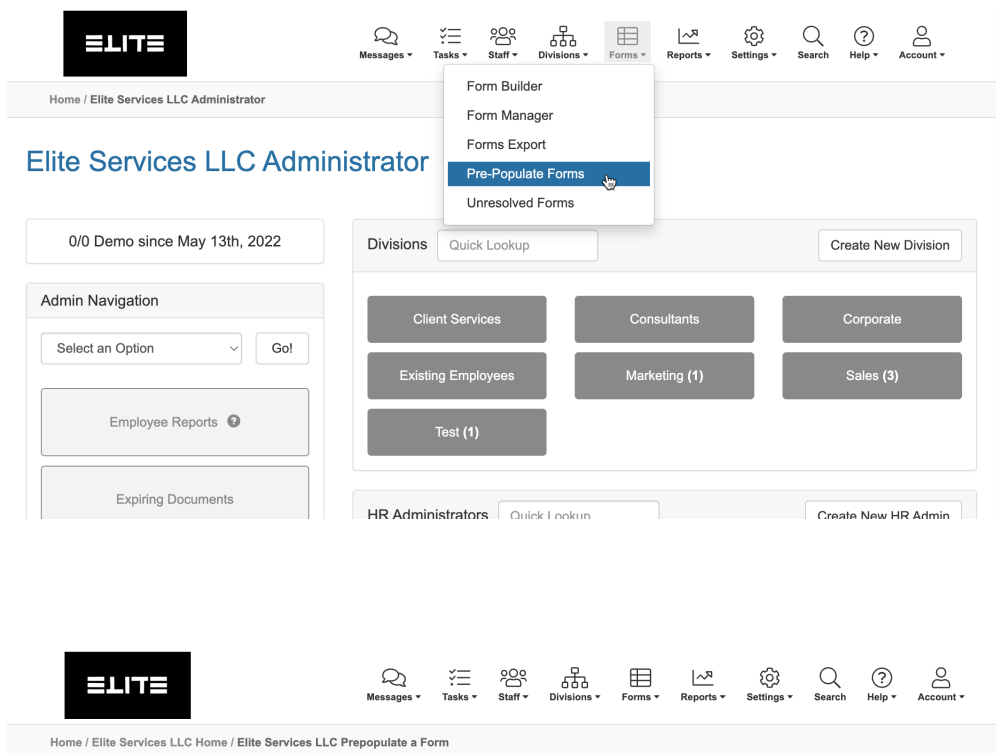 ELITE
Messages Tasks Staff Divisions Forms Reports Settings Search Help Account
Home / Elite Services LLC Administrator
Form Builder
Form Manager
Forms Export
Pre-Populate Forms
Unresolved Forms
Elite Services LLC Administrator
0/0 Demo since May 13th, 2022
Admin Navigation
Select an Option Go!
Employee Reports ?
Expiring Documents
Divisions Quick Lookup Create New Division
Client Services Consultants Corporate
Existing Employees Marketing (1) Sales (3)
Test (1)
HR Administrators Quick Lookup Create New HR Admin
ELITE
Messages Tasks Staff Divisions Forms Reports Settings Search Help Account
Home / Elite Services LLC Home / Elite Services LLC Prepopulate a Form